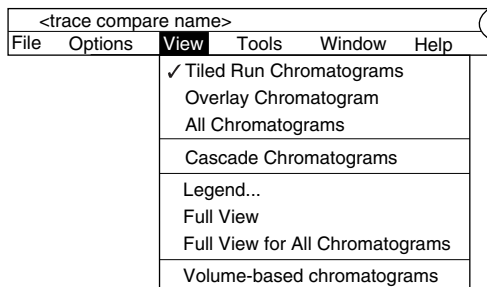 <trace compare name>
File Options View Tools Window Help
✓ Tiled Run Chromatograms
Overlay Chromatogram
All Chromatograms
Cascade Chromatograms
Legend...
Full View
Full View for All Chromatograms
Volume-based chromatograms